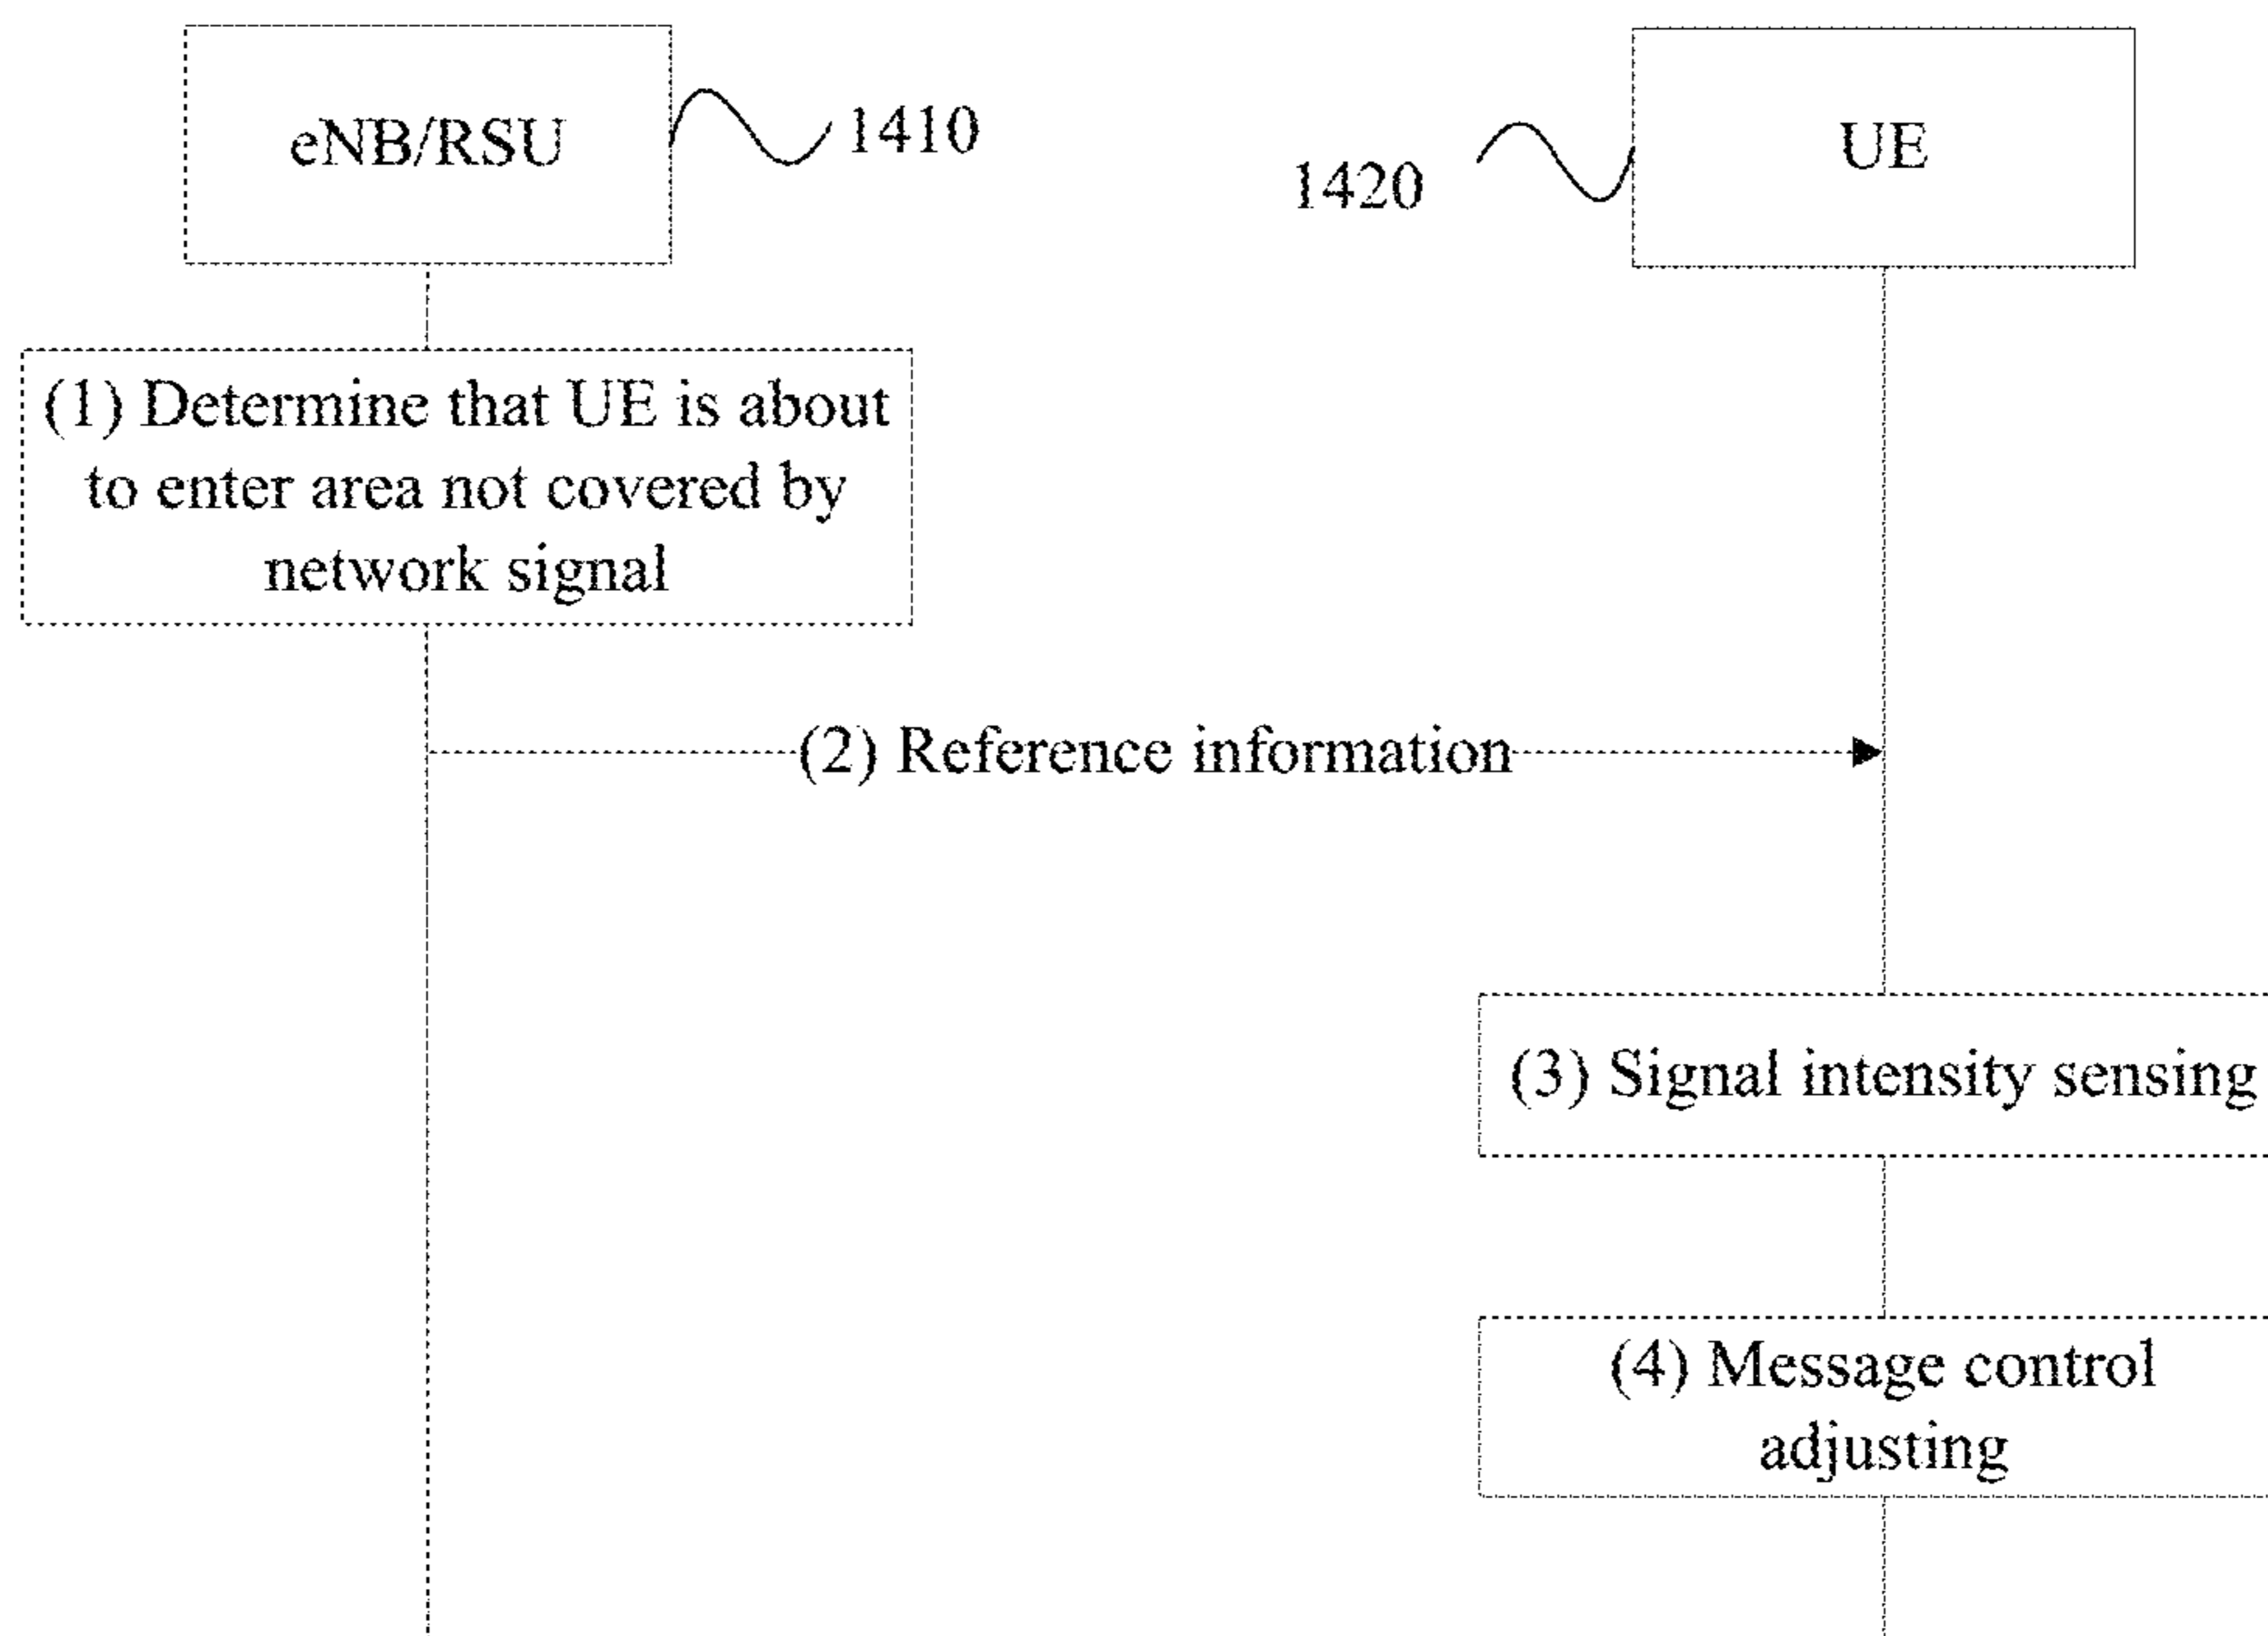 eNB/RSU
1410
1420
UE
(1) Determine that UE is about
to enter area not covered by
network signal
(2) Reference information
(3) Signal intensity sensing
(4) Message control
adjusting